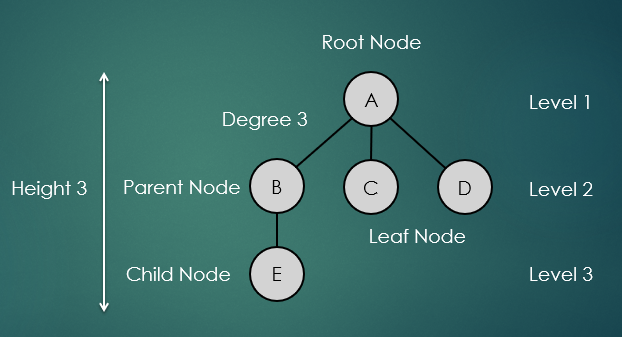 Root Node
A
Level 1
Degree 3
Height 3
Parent Node
B
C
D
Level 2
Leaf Node
Child Node
E
Level 3